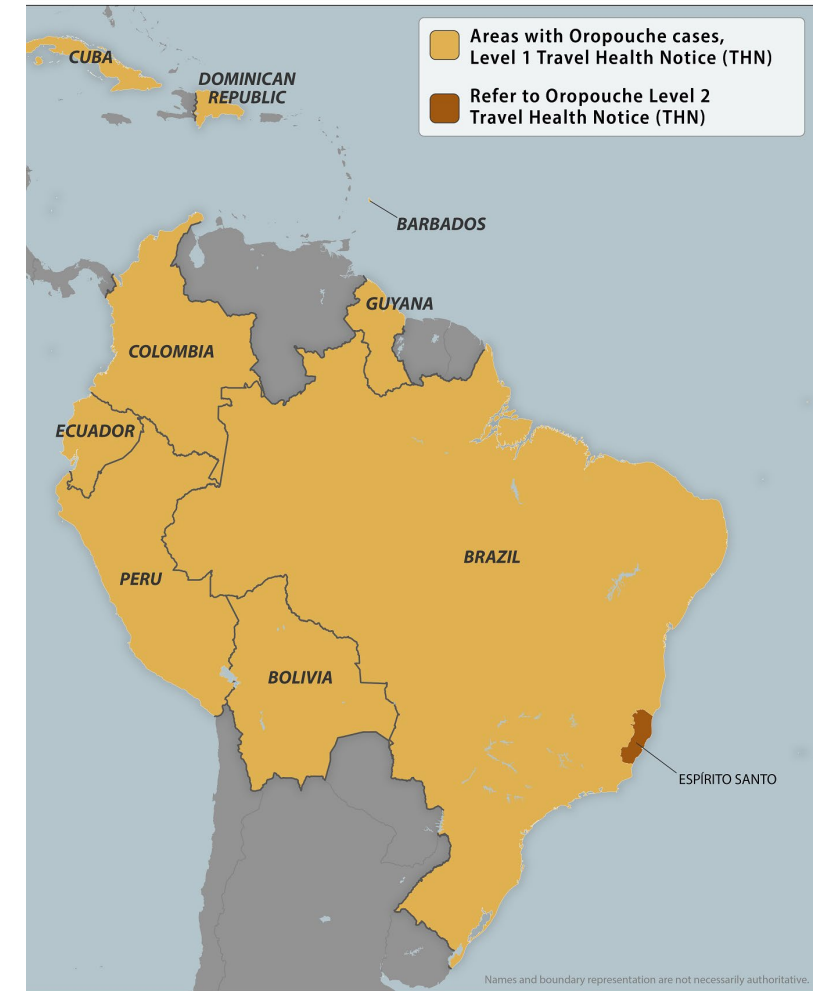 Areas with Oropouche cases,
Level 1 Travel Health Notice (THN)
Refer to Oropouche Level 2
Travel Health Notice (THN)
CUBA
DOMINICAN
REPUBLIC
BARBADOS
GUYANA
COLOMBIA
ECUADOR
BRAZIL
PERU
BOLIVIA
ESPÍRITO SANTO
Names and boundary representation are not necessarily authoritative.